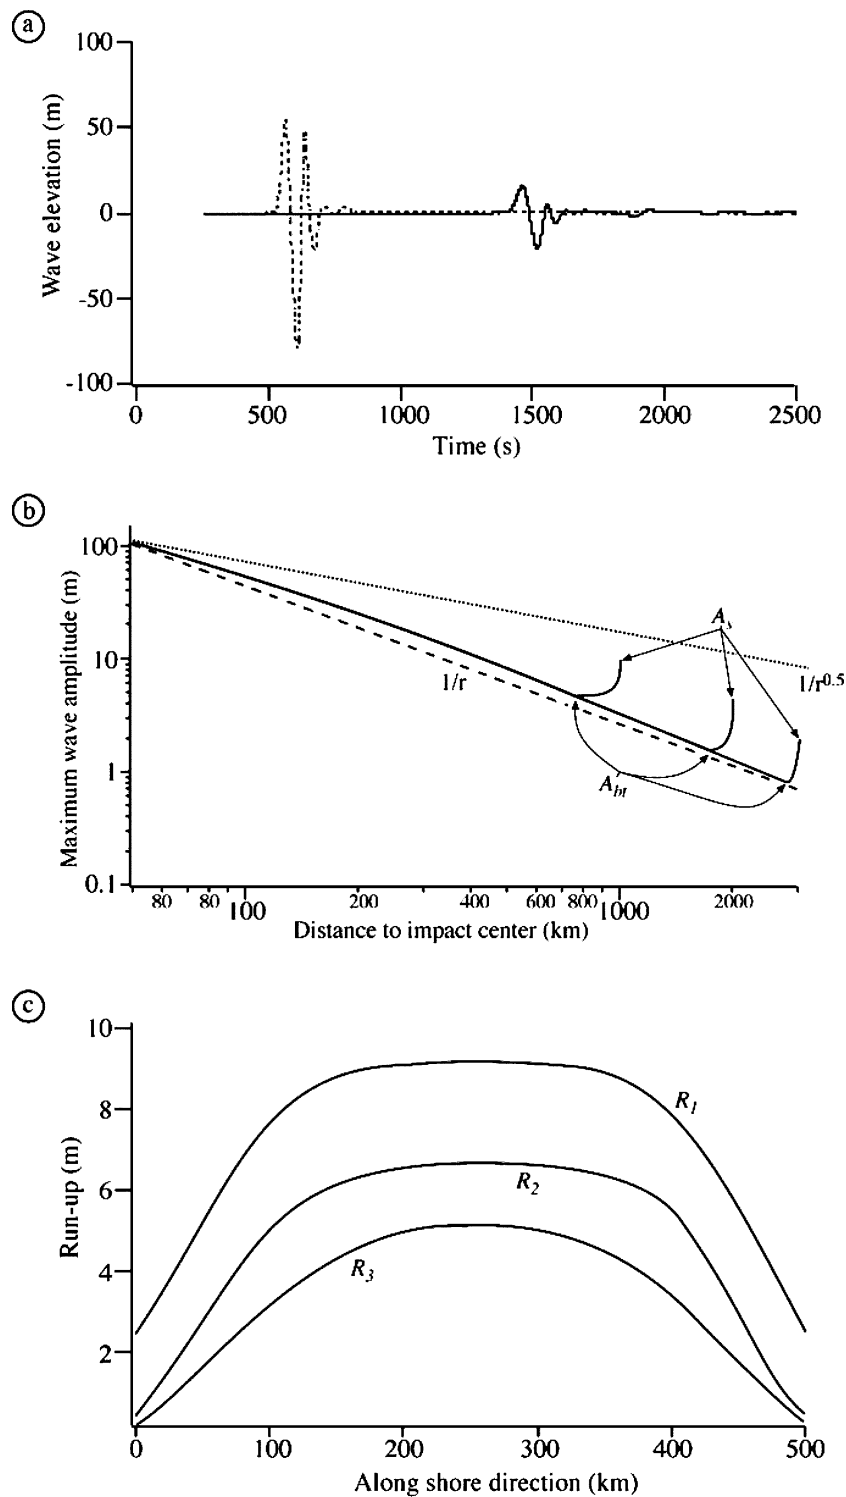 a
100
50
0
-50
-100
Wave elevation (m)
0 500 1000 1500 2000 2500
Time (s)
b
100
10
1
0.1
Maximum wave amplitude (m)
1/r
1/r0.5
As
Abt
80 80 100 200 400 600 800 1000 2000
Distance to impact center (km)
c
10
8
6
4
2
Run-up (m)
R1
R2
R3
0 100 200 300 400 500
Along shore direction (km)